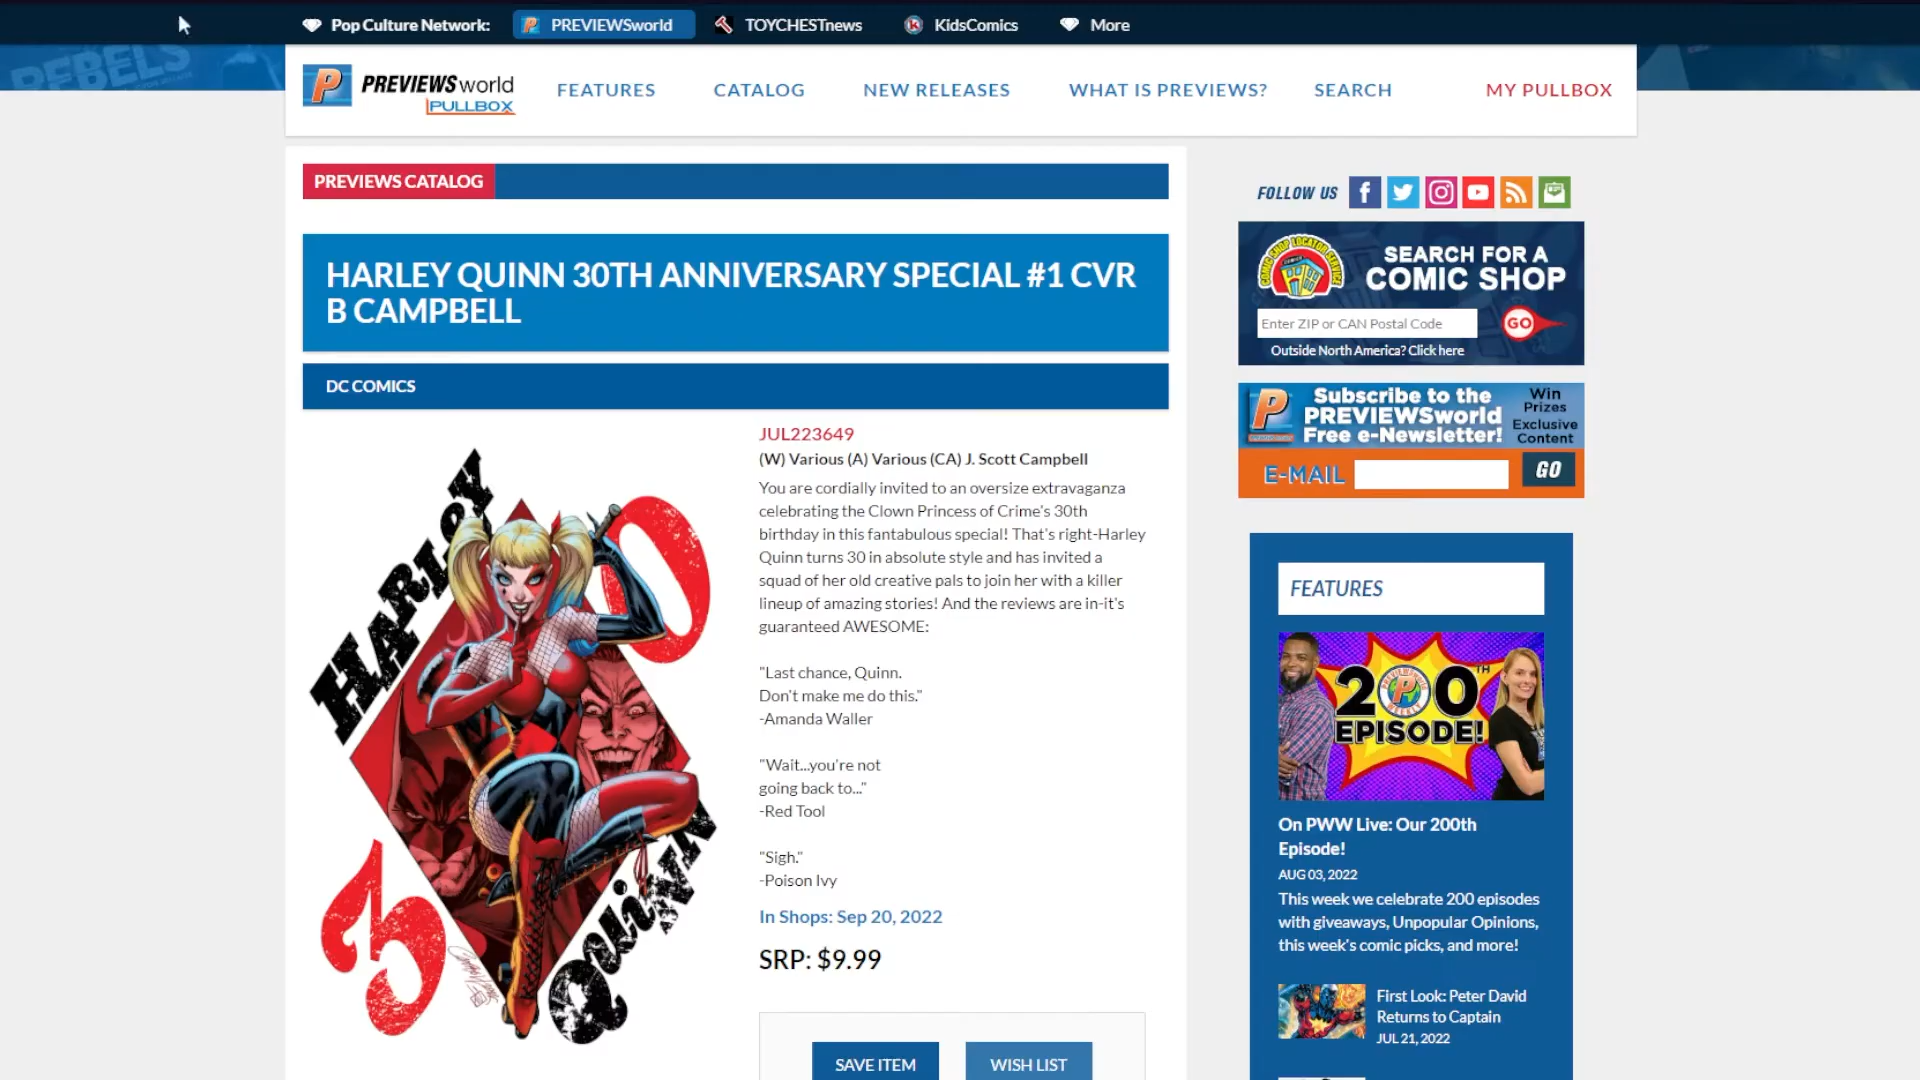 Pop Culture Network:
PREVIEWSworld
TOYCHESTnews
KidsComics
More
REBELS
PREVIEWSworld
PULLBOX
FEATURES
CATALOG
NEW RELEASES
WHAT IS PREVIEWS?
SEARCH
MY PULLBOX
PREVIEWS CATALOG
HARLEY QUINN 30TH ANNIVERSARY SPECIAL #1 CVR
B CAMPBELL
DC COMICS
HARLEY
30
QUINN
JUL223649
(W) Various (A) Various (CA) J. Scott Campbell
You are cordially invited to an oversize extravaganza
celebrating the Clown Princess of Crime's 30th
birthday in this fantabulous special! That's right-Harley
Quinn turns 30 in absolute style and has invited a
squad of her old creative pals to join her with a killer
lineup of amazing stories! And the reviews are in-it's
guaranteed AWESOME:
"Last chance, Quinn.
Don't make me do this."
-Amanda Waller
"Wait...you're not
going back to..."
-Red Tool
"Sigh."
-Poison Ivy
In Shops: Sep 20, 2022
SRP: $9.99
SAVE ITEM
WISH LIST
FOLLOW US
COMIC SHOP LOCATOR SERVICE
SEARCH FOR A
COMIC SHOP
Enter ZIP or CAN Postal Code
GO
Outside North America? Click here
Subscribe to the
PREVIEWSworld
Free e-Newsletter!
Win
Prizes
Exclusive
Content
E-MAIL
GO
FEATURES
200TH
EPISODE!
On PWW Live: Our 200th
Episode!
AUG 03, 2022
This week we celebrate 200 episodes
with giveaways, Unpopular Opinions,
this week's comic picks, and more!
First Look: Peter David
Returns to Captain
JUL 21, 2022